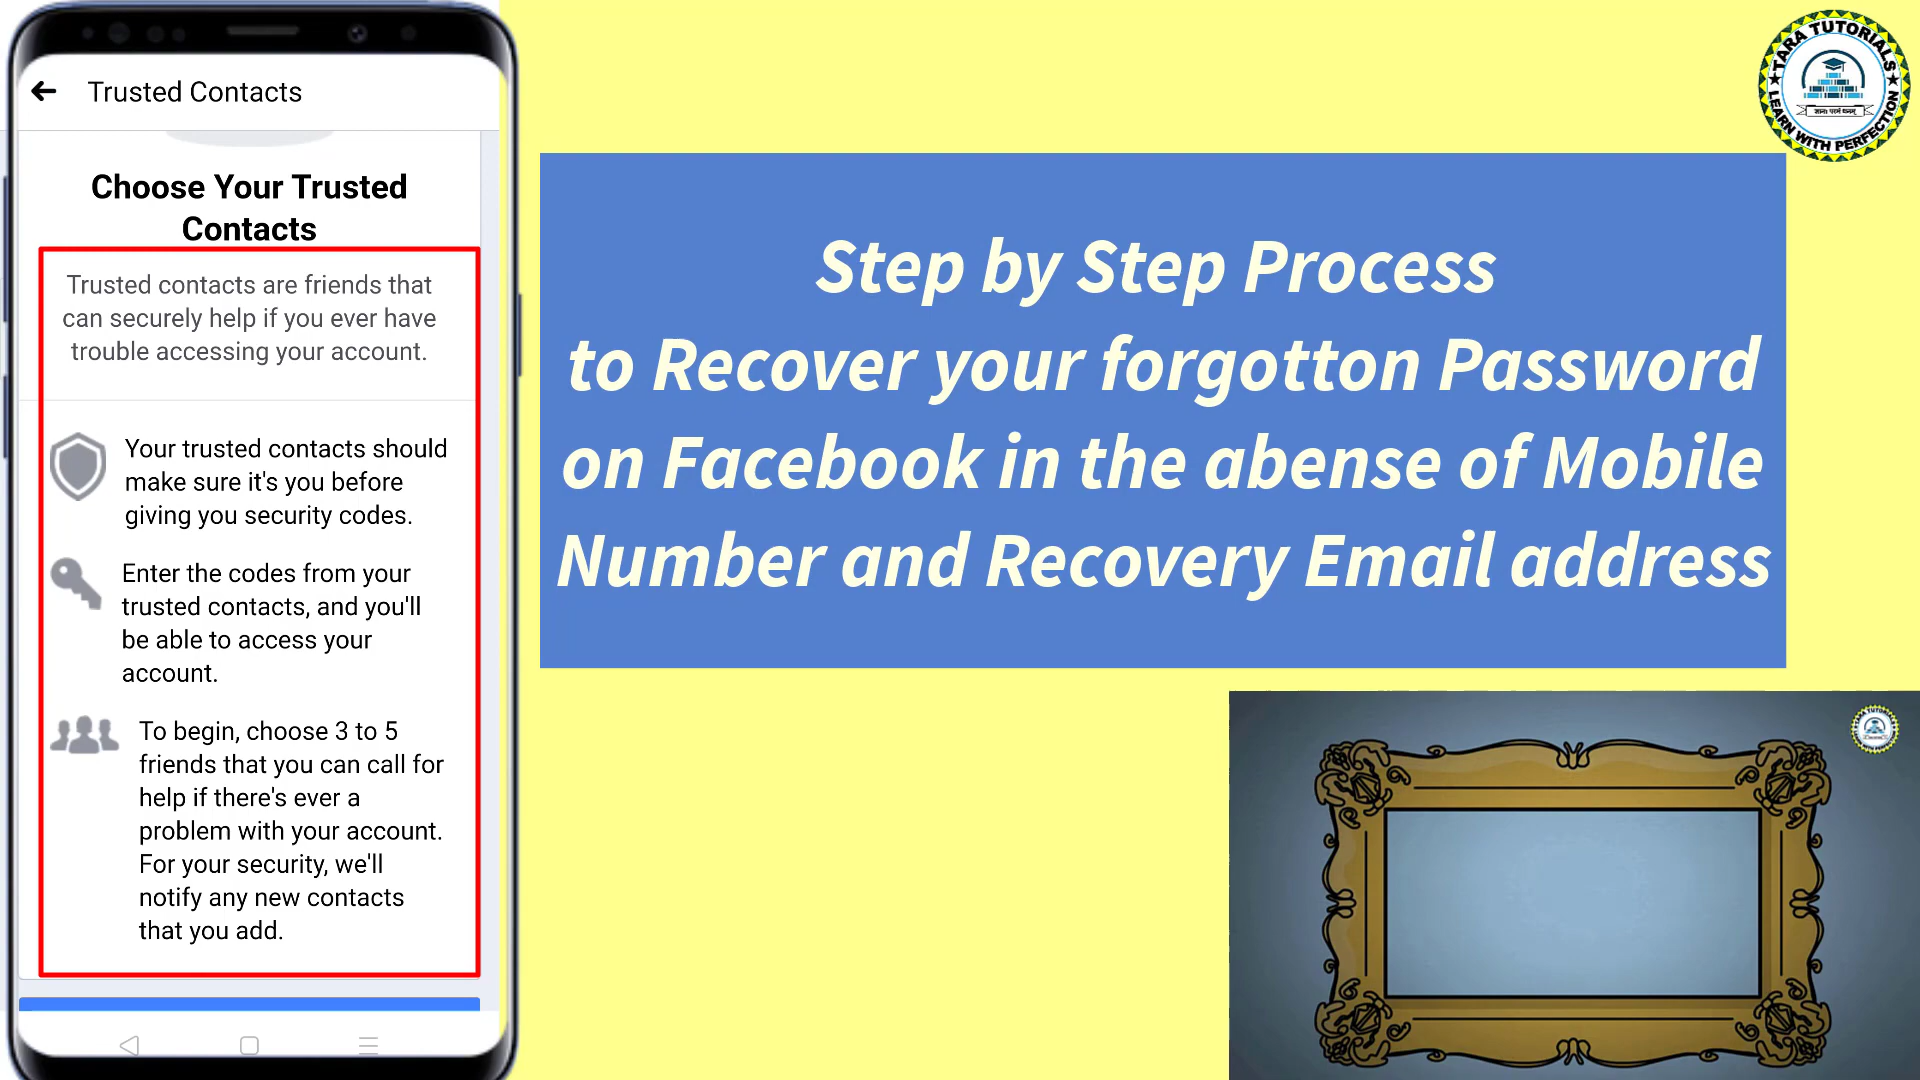 Trusted Contacts
Choose Your Trusted
Contacts
Trusted contacts are friends that
can securely help if you ever have
trouble accessing your account.
Your trusted contacts should
make sure it's you before
giving you security codes.
Enter the codes from your
trusted contacts, and you'll
be able to access your
account.
To begin, choose 3 to 5
friends that you can call for
help if there's ever a
problem with your account.
For your security, we'll
notify any new contacts
that you add.
Step by Step Process
to Recover your forgotton Password
on Facebook in the abense of Mobile
Number and Recovery Email address
TARA TUTORIALS
LEARN WITH PERFECTION